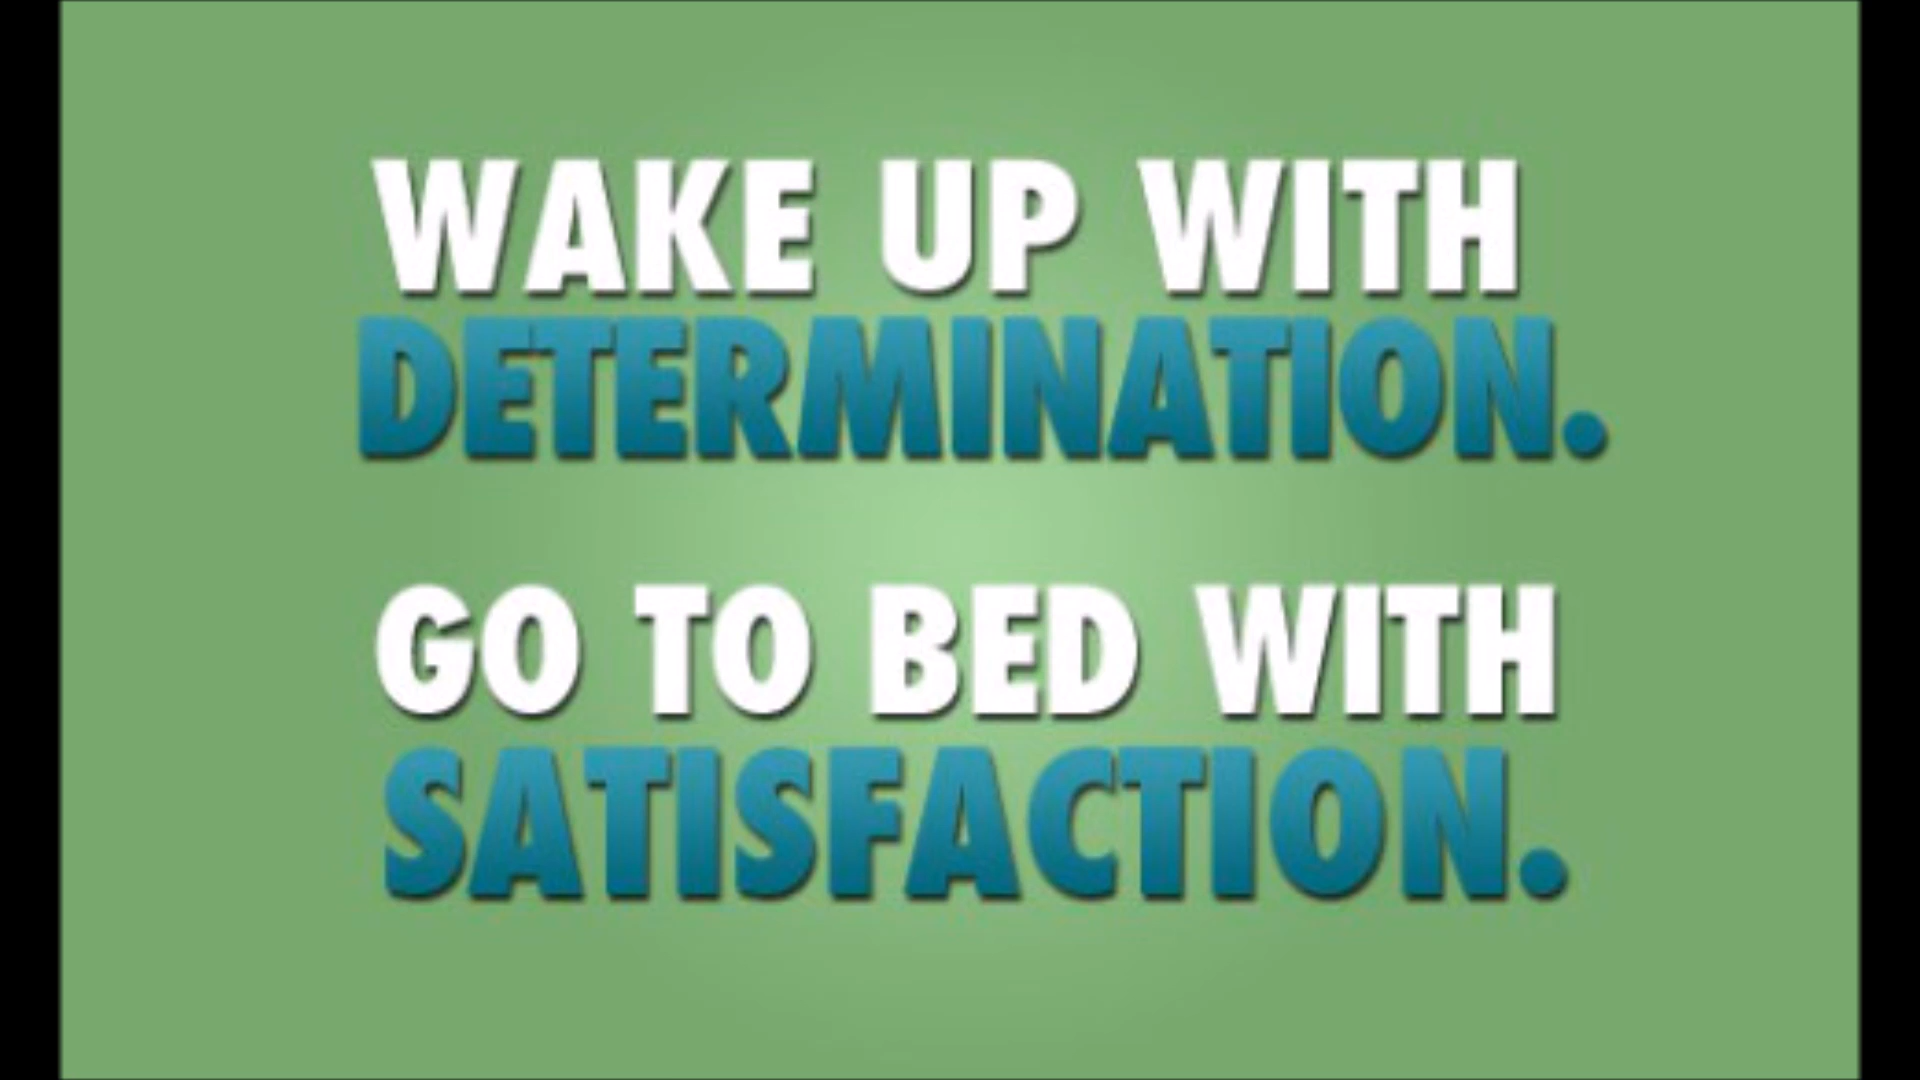 WAKE UP WITH
DETERMINATION.
GO TO BED WITH
SATISFACTION.